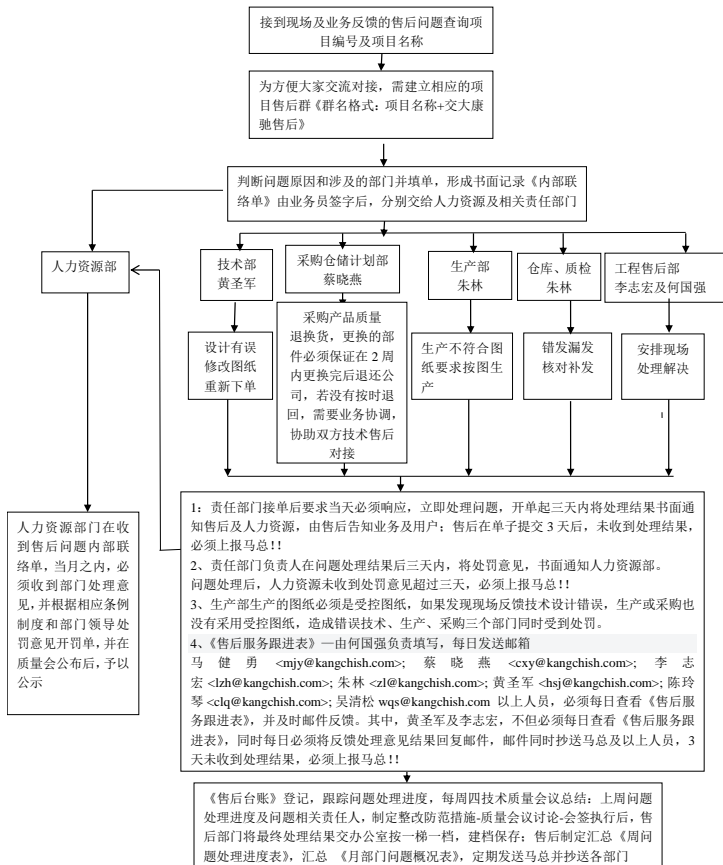 接到现场及业务反馈的售后问题查询项
目编号及项目名称
为方便大家交流对接，需建立相应的项
目售后群《群名格式：项目名称+交大康
驰售后》
判断问题原因和涉及的部门并填单，形成书面记录《内部联
络单》由业务员签字后，分别交给人力资源及相关责任部门
人力资源部
技术部
黄圣军
采购仓储计划部
蔡晓燕
生产部
朱林
仓库、质检
朱林
工程售后部
李志宏及何国强
设计有误
修改图纸
重新下单
采购产品质量
退换货，更换的部
件必须保证在 2 周
内更换完后退还公
司，若没有按时退
回，需要业务协调，
协助双方技术售后
对接
生产不符合图
纸要求按图生
产
错发漏发
核对补发
安排现场
处理解决
人力资源部门在收
到售后问题内部联
络单，当月之内，必
须收到部门处理意
见，并根据相应条例
制度和部门领导处
罚意见开罚单，并在
质量会公布后，予以
公示
1：责任部门接单后要求当天必须响应，立即处理问题，开单起三天内将处理结果书面通
知售后及人力资源，由售后告知业务及用户；售后在单子提交 3 天后，未收到处理结果，
必须上报马总!!
2、责任部门负责人在问题处理结果后三天内，将处罚意见，书面通知人力资源部。
问题处理后，人力资源未收到处罚意见超过三天，必须上报马总!!
3、生产部生产的图纸必须是受控图纸，如果发现现场反馈技术设计错误，生产或采购也
没有采用受控图纸，造成错误技术、生产、采购三个部门同时受到处罚。
4、《售后服务跟进表》—由何国强负责填写，每日发送邮箱
马健勇<mjy@kangchish.com>; 蔡晓燕<cxy@kangchish.com>; 李志
宏<lzh@kangchish.com>; 朱林<zl@kangchish.com>; 黄圣军<hsj@kangchish.com>; 陈玲
琴<clq@kangchish.com>; 吴清松 wqs@kangchish.com 以上人员，必须每日查看《售后服
务跟进表》，并及时邮件反馈。其中，黄圣军及李志宏，不但必须每日查看《售后服务跟
进表》，同时每日必须将反馈处理意见结果回复邮件，邮件同时抄送马总及以上人员，3
天未收到处理结果，必须上报马总!!
《售后台账》登记，跟踪问题处理进度，每周四技术质量会议总结：上周问题
处理进度及问题相关责任人，制定整改防范措施-质量会议讨论-会签执行后，售
后部门将最终处理结果交办公室按一梯一档，建档保存；售后制定汇总《周问
题处理进度表》，汇总 《月部门问题概况表》，定期发送马总并抄送各部门